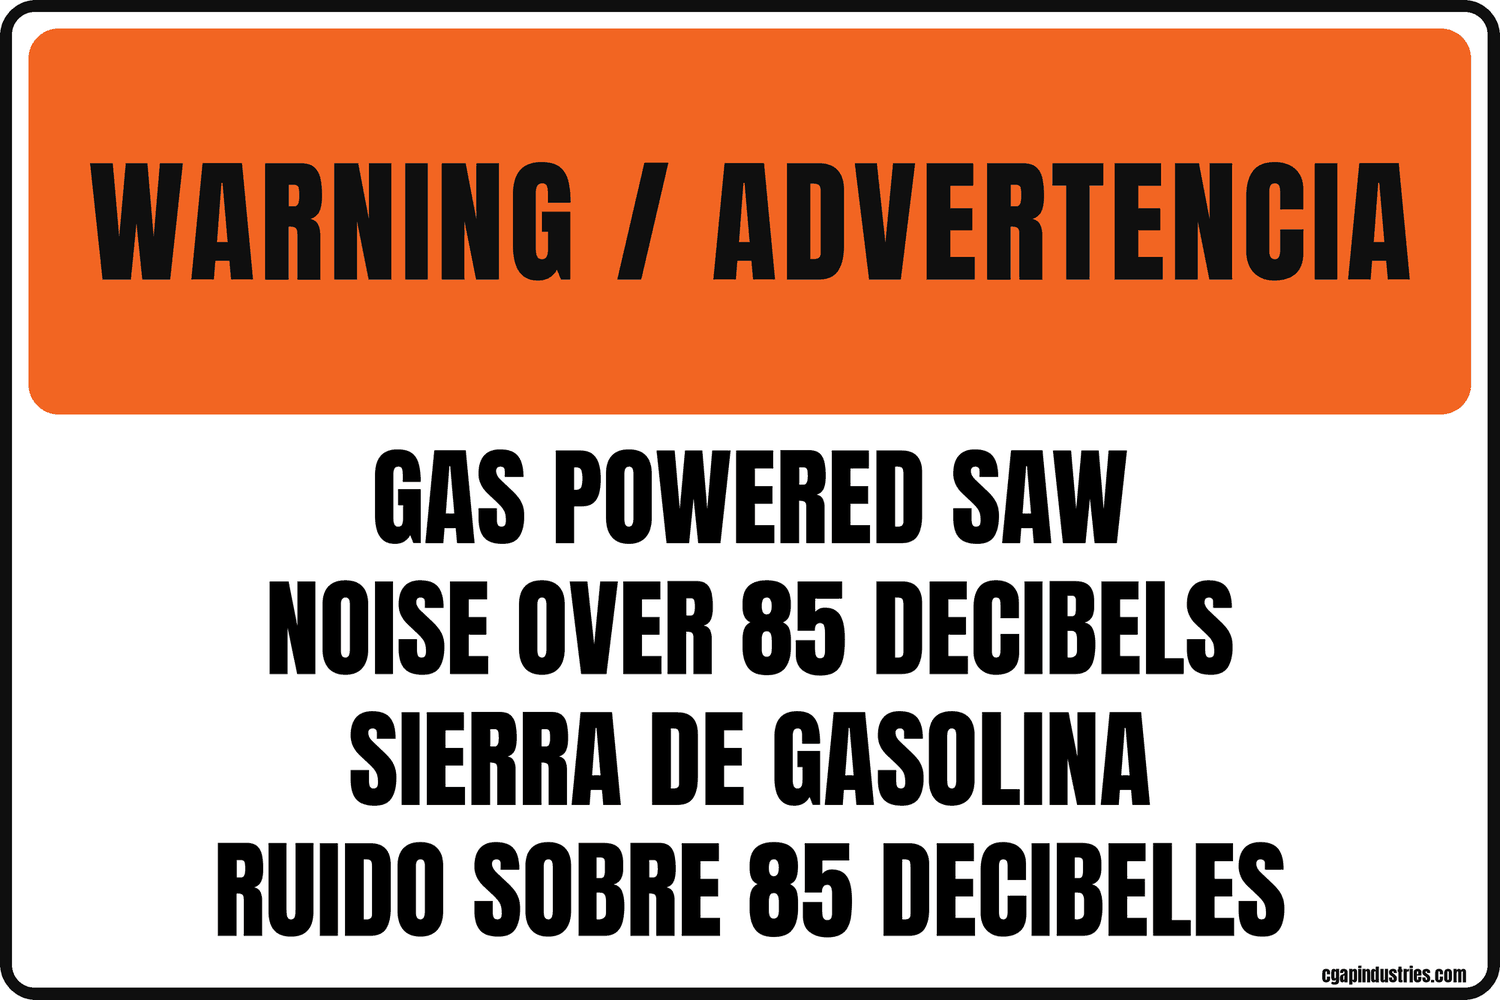 WARNING / ADVERTENCIA
GAS POWERED SAW
NOISE OVER 85 DECIBELS
SIERRA DE GASOLINA
RUIDO SOBRE 85 DECIBELES
cgapindustries.com